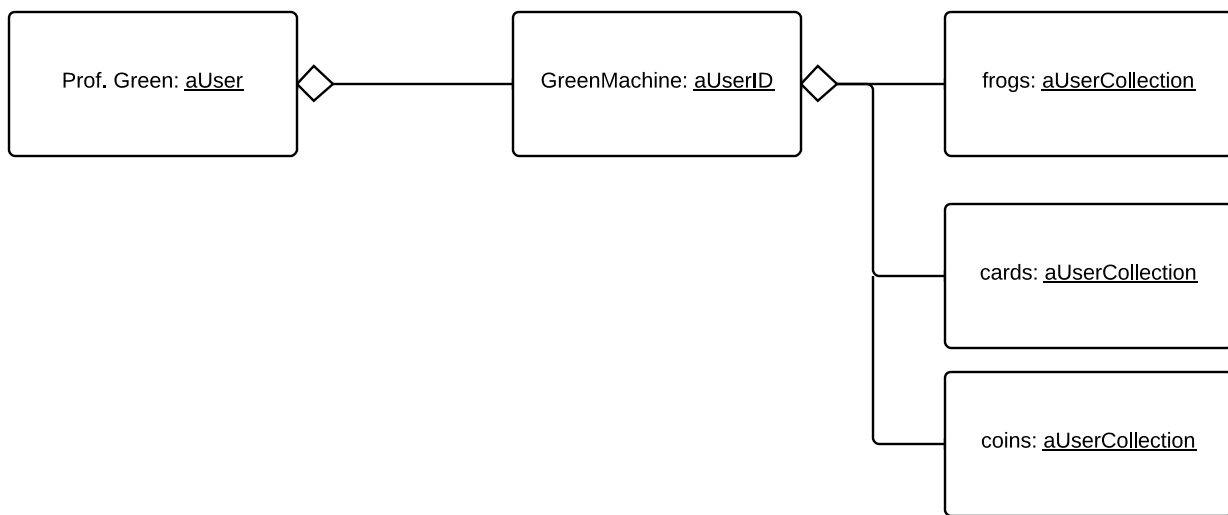 Prof. Green: aUser
GreenMachine: aUserID
frogs: aUserCollection
cards: aUserCollection
coins: aUserCollection